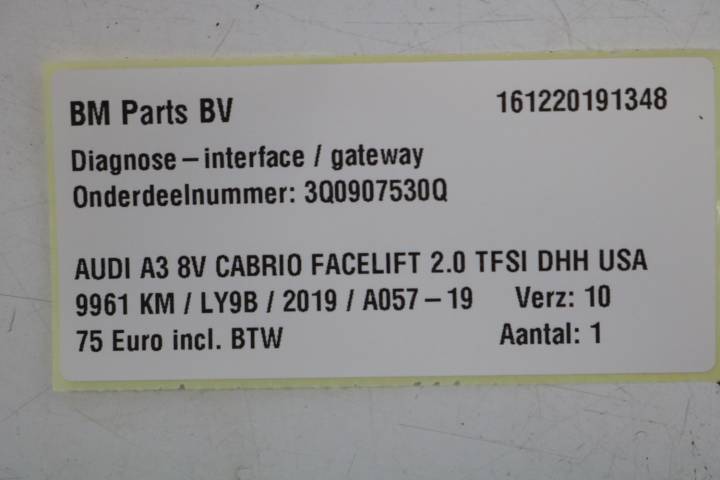 BM Parts BV 161220191348
Diagnose – interface / gateway
Onderdeelnummer: 3Q0907530Q
AUDI A3 8V CABRIO FACELIFT 2.0 TFSI DHH USA
9961 KM / LY9B / 2019 / A057 – 19 Verz: 10
75 Euro incl. BTW Aantal: 1